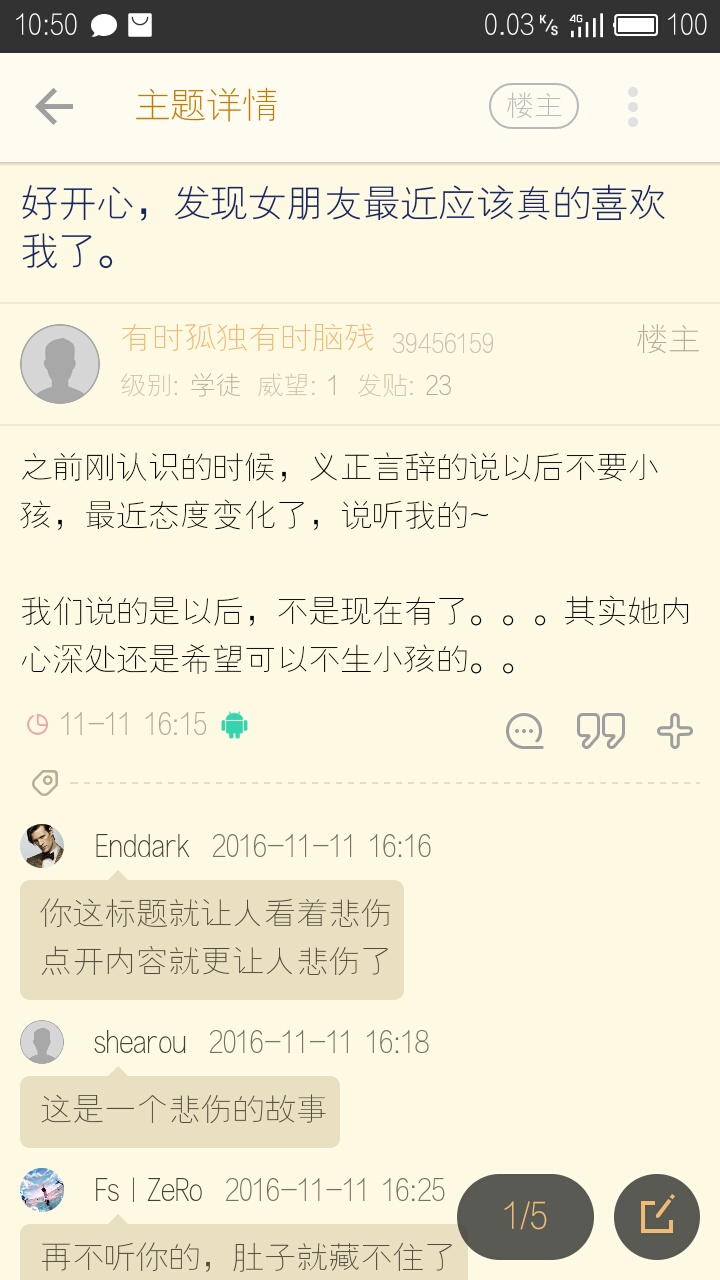 10:50 0.03 K/s 4G 100
主题详情 楼主
好开心，发现女朋友最近应该真的喜欢
我了。
有时孤独有时脑残 39456159 楼主
级别: 学徒 威望: 1 发贴: 23
之前刚认识的时候，义正言辞的说以后不要小
孩，最近态度变化了，说听我的~
我们说的是以后，不是现在有了。。。其实她内
心深处还是希望可以不生小孩的。。
11-11 16:15
Enddark 2016-11-11 16:16
你这标题就让人看着悲伤
点开内容就更让人悲伤了
shearou 2016-11-11 16:18
这是一个悲伤的故事
Fs丨ZeRo 2016-11-11 16:25
1/5
再不听你的，肚子就藏不住了